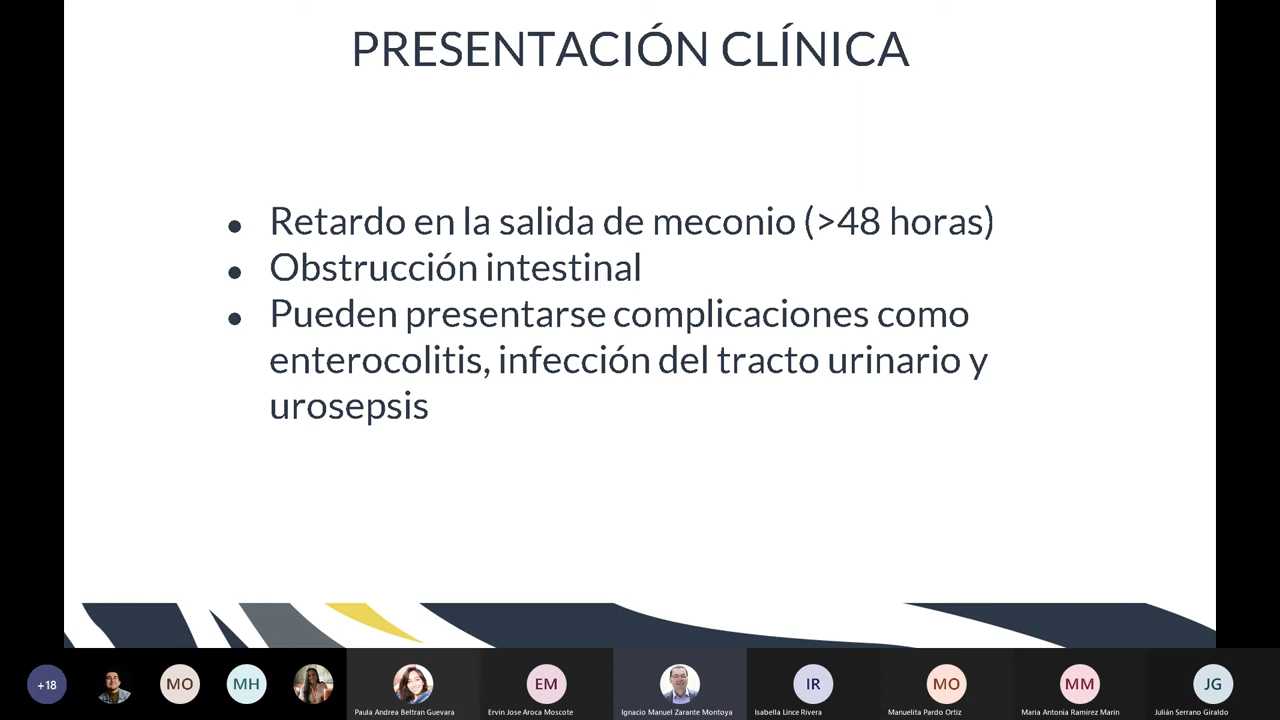 PRESENTACIÓN CLÍNICA
● Retardo en la salida de meconio (>48 horas)
● Obstrucción intestinal
● Pueden presentarse complicaciones como
enterocolitis, infección del tracto urinario y
urosepsis
+18
MO
MH
EM
IR
MO
MM
JG
Paula Andrea Beltran Guevara
Ervin Jose Aroca Moscote
Ignacio Manuel Zarante Montoya
Isabella Lince Rivera
Manuelita Pardo Ortiz
Maria Antonia Ramirez Marin
Julián Serrano Giraldo